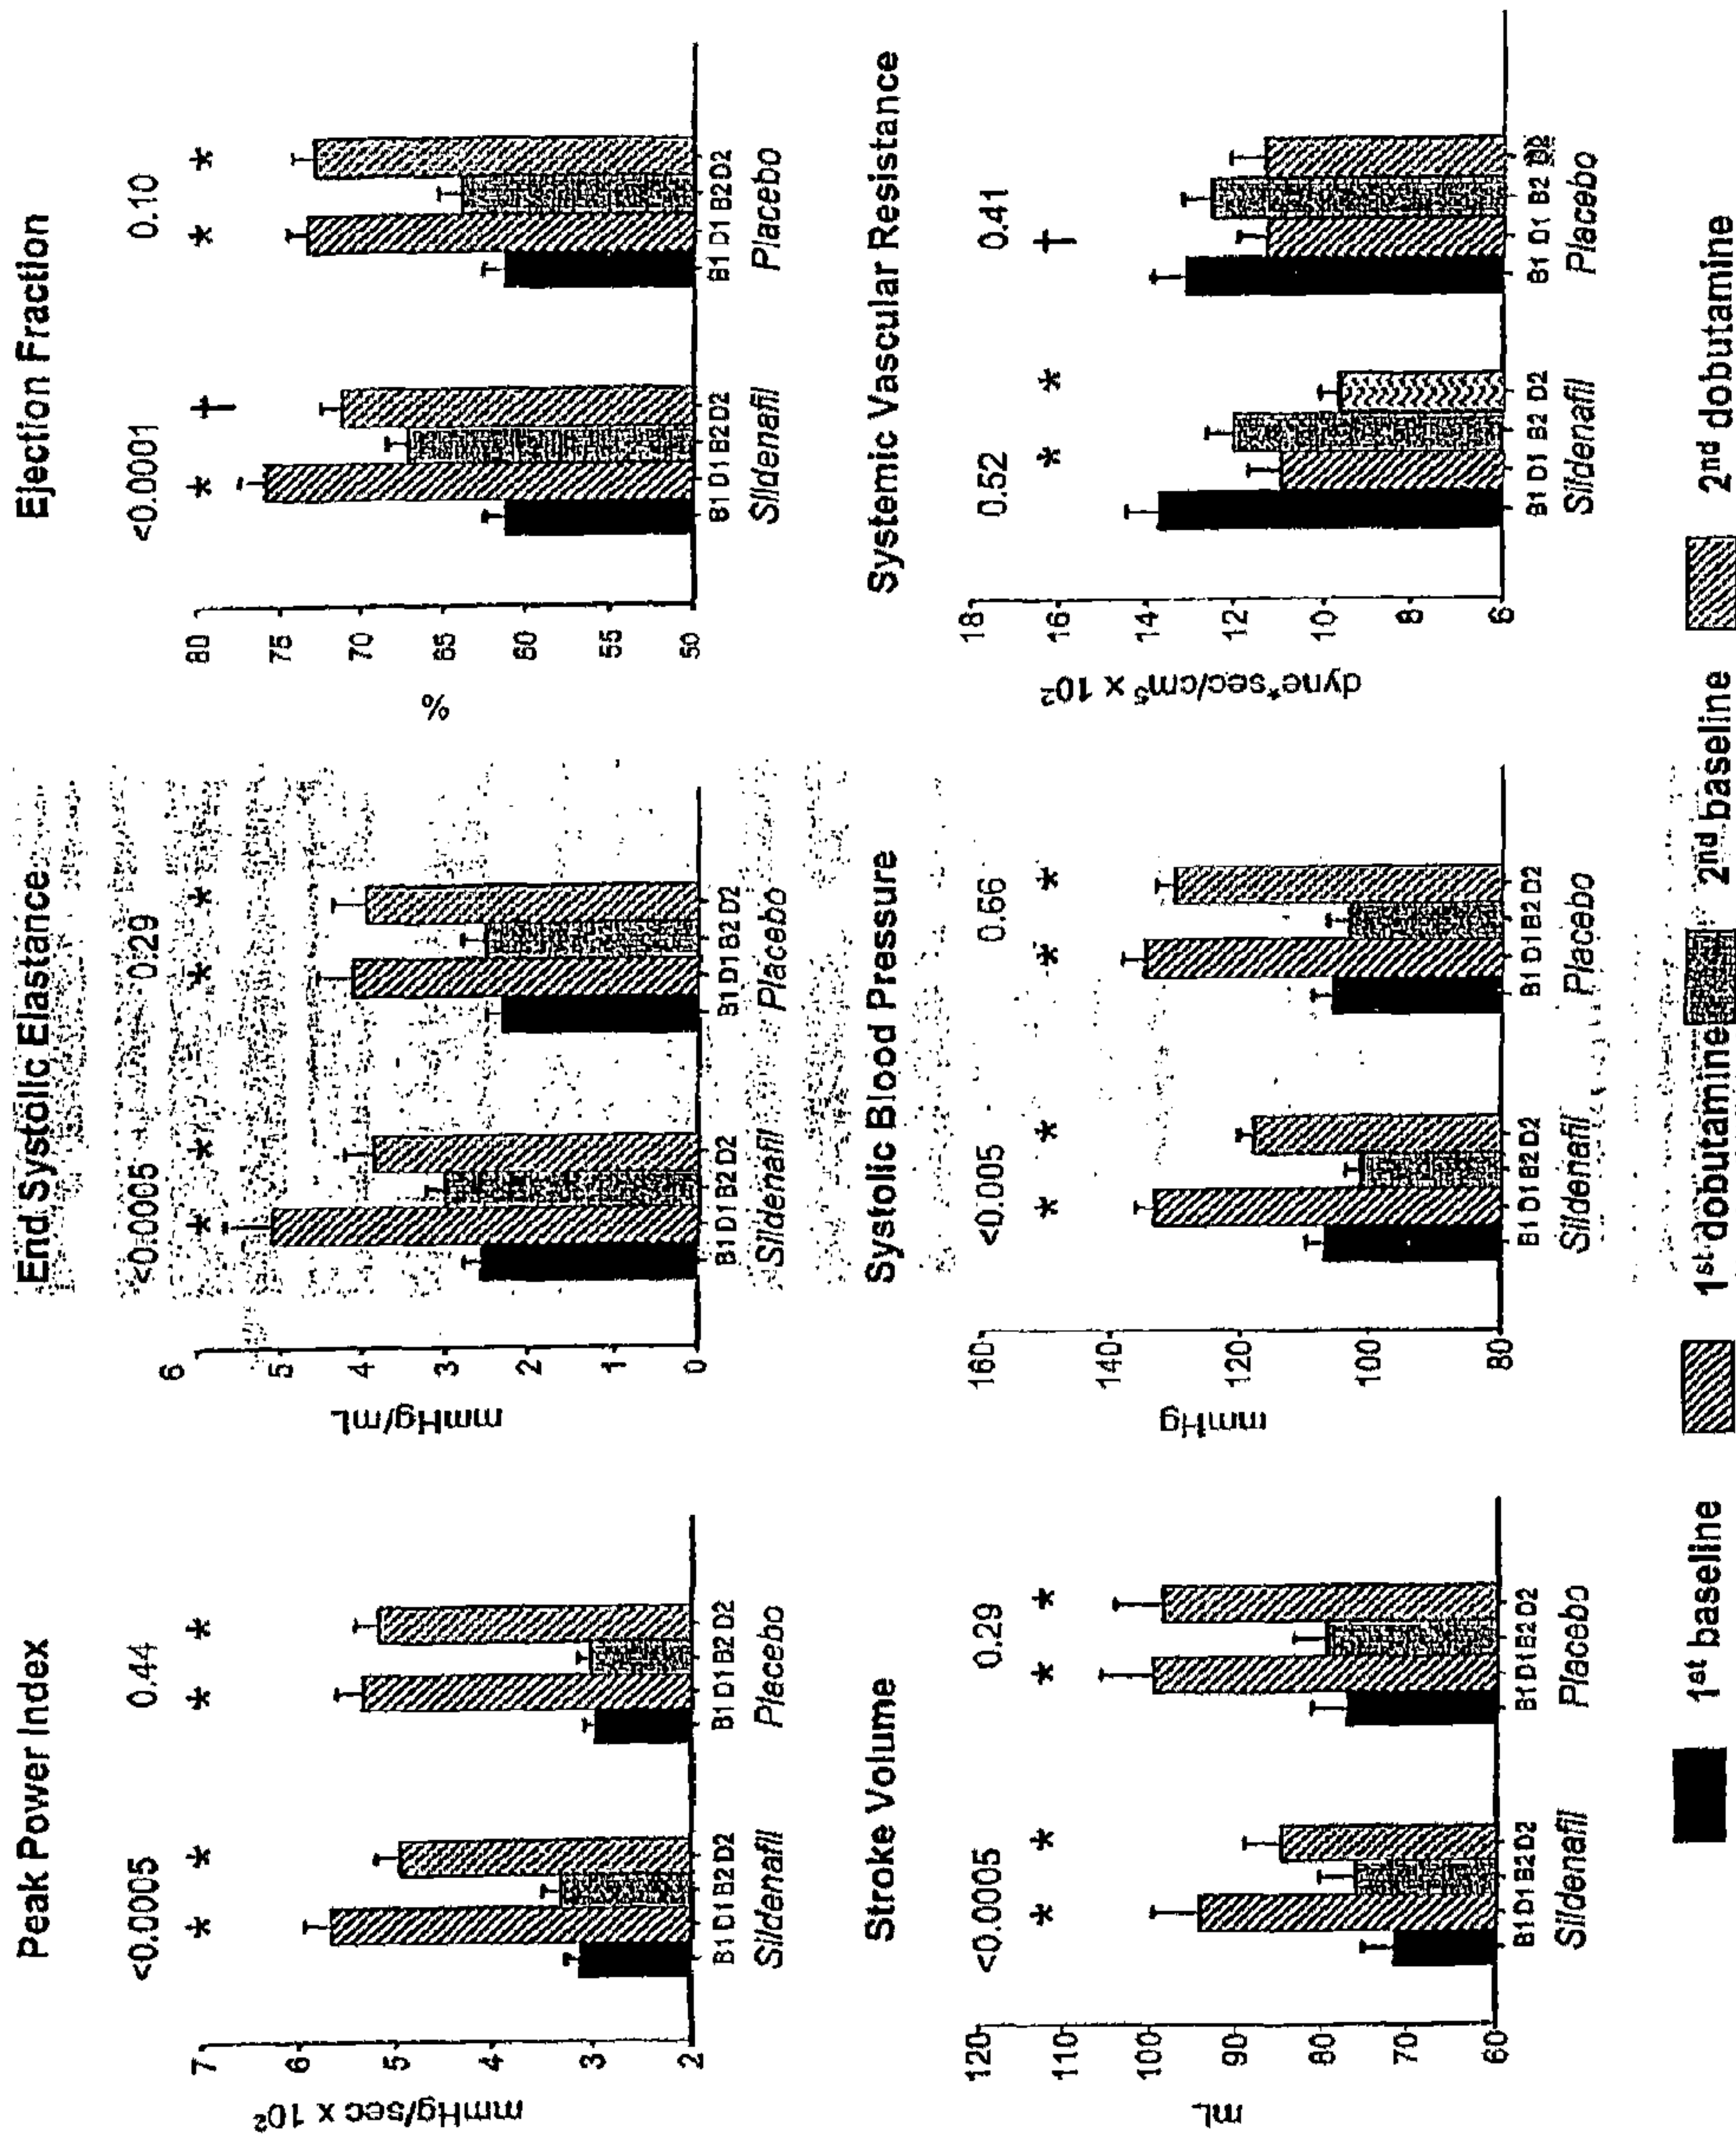 Peak Power Index
<0.0005 0.44
* * * *
mmHg/sec x 10²
7
6
5
4
3
2
B1 D1 B2 D2 B1 D1 B2 D2
Sildenafil Placebo
End Systolic Elastance
<0.0005 0.29
* * * *
mmHg/mL
6
5
4
3
2
1
0
B1 D1 B2 D2 B1 D1 B2 D2
Sildenafil Placebo
Ejection Fraction
<0.0001 0.10
* † * *
%
80
75
70
65
60
55
50
B1 D1 B2 D2 B1 D1 B2 D2
Sildenafil Placebo
Stroke Volume
<0.0005 0.29
* * * *
mL
120
110
100
90
80
70
60
B1 D1 B2 D2 B1 D1 B2 D2
Sildenafil Placebo
Systolic Blood Pressure
<0.005 0.66
* * * *
mmHg
160
140
120
100
80
B1 D1 B2 D2 B1 D1 B2 D2
Sildenafil Placebo
Systemic Vascular Resistance
0.52 0.41
* * †
dyne*sec/cm⁵ x 10²
18
16
14
12
10
8
6
B1 D1 B2 D2 B1 D1 B2 D2
Sildenafil Placebo
1st baseline 1st dobutamine 2nd baseline 2nd dobutamine